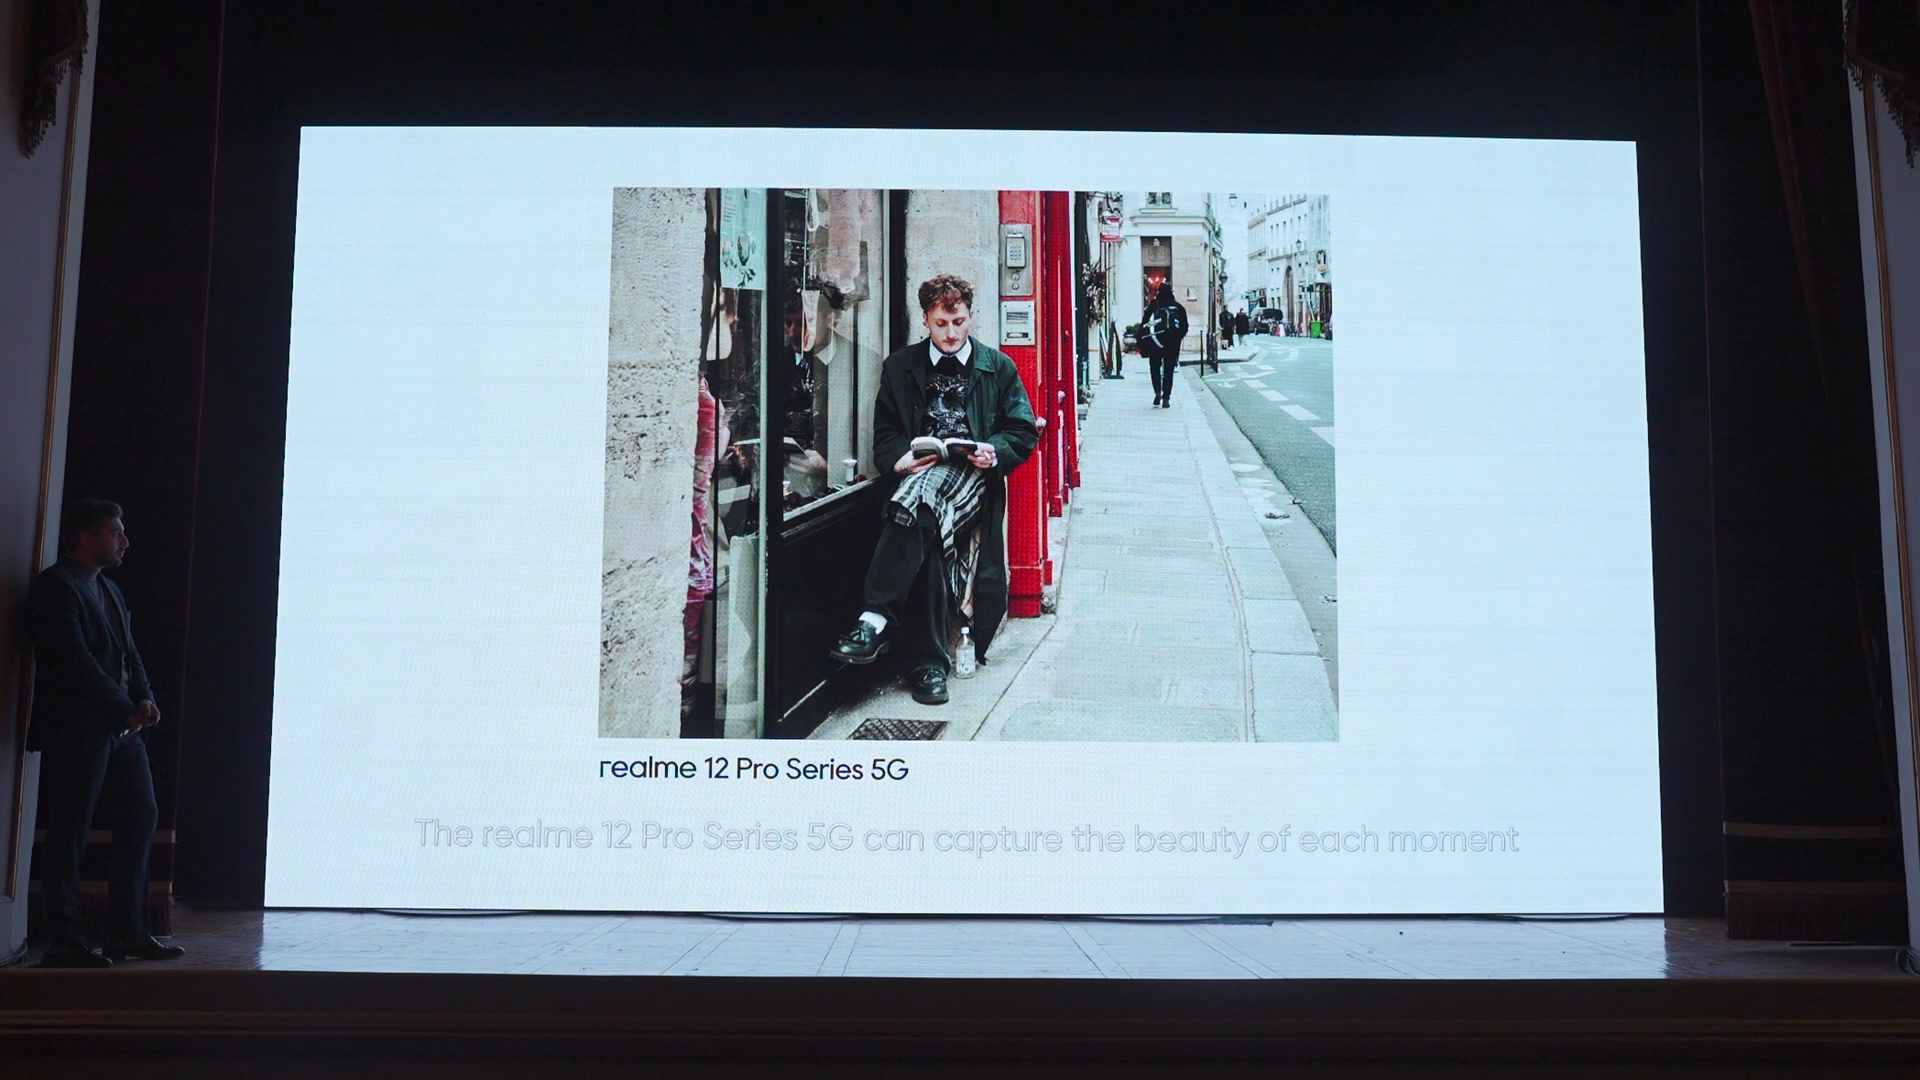 realme 12 Pro Series 5G
The realme 12 Pro Series 5G can capture the beauty of each moment